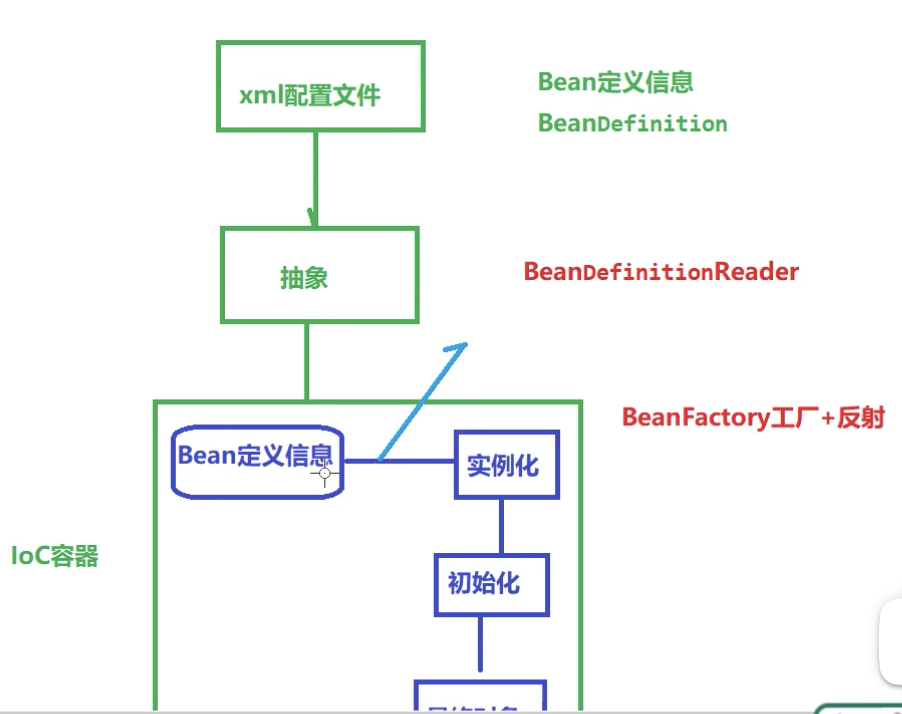 xml配置文件
Bean定义信息
BeanDefinition
抽象
BeanDefinitionReader
BeanFactory工厂+反射
Bean定义信息
实例化
IoC容器
初始化